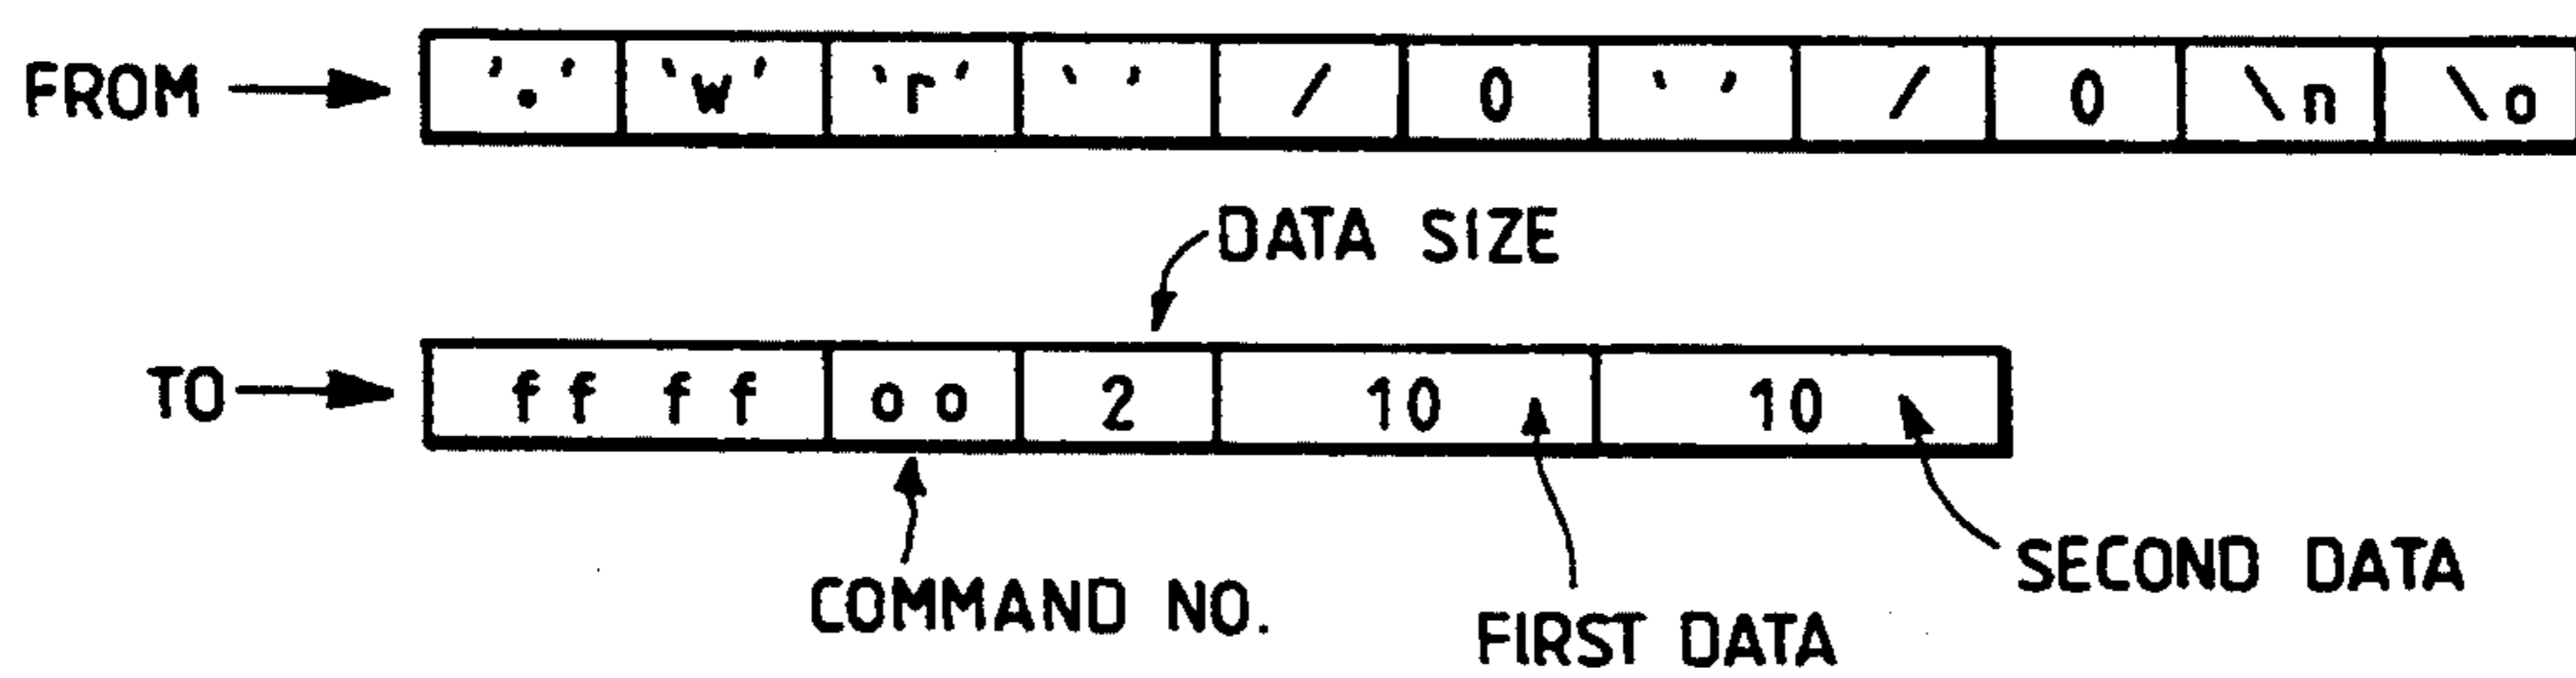 FROM '.' 'w' 'r' ' ' / 0 ' ' / 0 \n \o
DATA SIZE
TO ff ff oo 2 10 10
COMMAND NO.
FIRST DATA
SECOND DATA